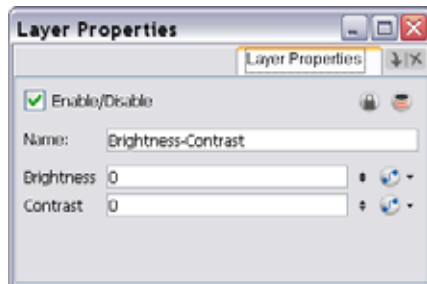 Layer Properties
Layer Properties
Enable/Disable
Name: Brightness-Contrast
Brightness 0
Contrast 0